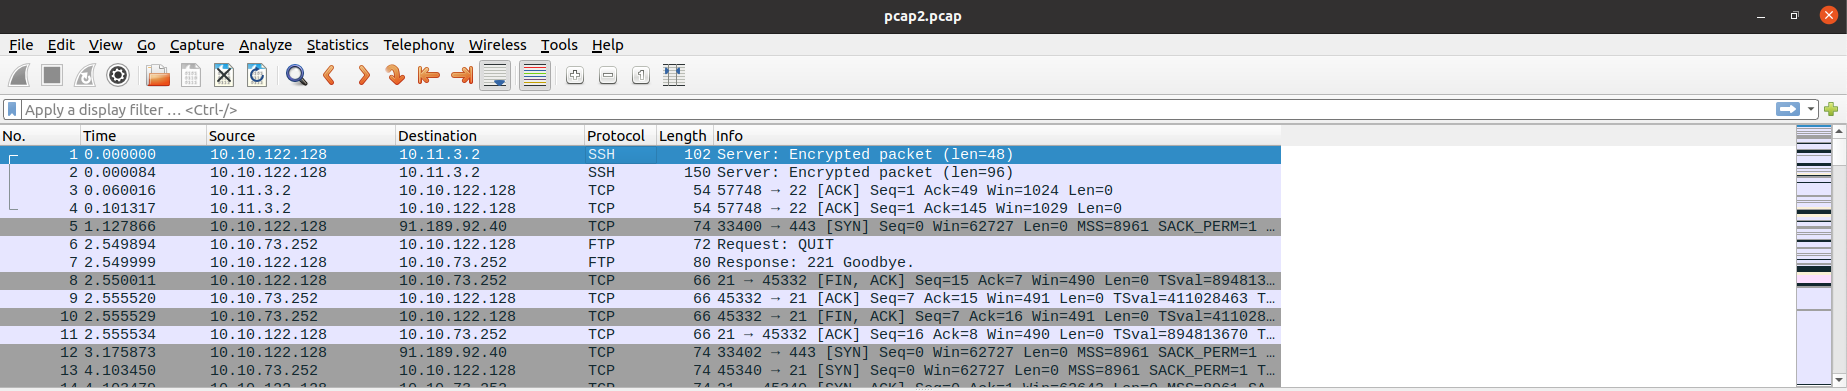 pcap2.pcap
File Edit View Go Capture Analyze Statistics Telephony Wireless Tools Help
Apply a display filter … <Ctrl-/>
No. Time Source Destination Protocol Length Info
1 0.000000 10.10.122.128 10.11.3.2 SSH 102 Server: Encrypted packet (len=48)
2 0.000084 10.10.122.128 10.11.3.2 SSH 150 Server: Encrypted packet (len=96)
3 0.060016 10.11.3.2 10.10.122.128 TCP 54 57748 → 22 [ACK] Seq=1 Ack=49 Win=1024 Len=0
4 0.101317 10.11.3.2 10.10.122.128 TCP 54 57748 → 22 [ACK] Seq=1 Ack=145 Win=1029 Len=0
5 1.127866 10.10.122.128 91.189.92.40 TCP 74 33400 → 443 [SYN] Seq=0 Win=62727 Len=0 MSS=8961 SACK_PERM=1 …
6 2.549894 10.10.73.252 10.10.122.128 FTP 72 Request: QUIT
7 2.549999 10.10.122.128 10.10.73.252 FTP 80 Response: 221 Goodbye.
8 2.550011 10.10.122.128 10.10.73.252 TCP 66 21 → 45332 [FIN, ACK] Seq=15 Ack=7 Win=490 Len=0 TSval=894813…
9 2.555520 10.10.73.252 10.10.122.128 TCP 66 45332 → 21 [ACK] Seq=7 Ack=15 Win=491 Len=0 TSval=411028463 T…
10 2.555529 10.10.73.252 10.10.122.128 TCP 66 45332 → 21 [FIN, ACK] Seq=7 Ack=16 Win=491 Len=0 TSval=411028…
11 2.555534 10.10.122.128 10.10.73.252 TCP 66 21 → 45332 [ACK] Seq=16 Ack=8 Win=490 Len=0 TSval=894813670 T…
12 3.175873 10.10.122.128 91.189.92.40 TCP 74 33402 → 443 [SYN] Seq=0 Win=62727 Len=0 MSS=8961 SACK_PERM=1 …
13 4.103450 10.10.73.252 10.10.122.128 TCP 74 45340 → 21 [SYN] Seq=0 Win=62727 Len=0 MSS=8961 SACK_PERM=1 T…